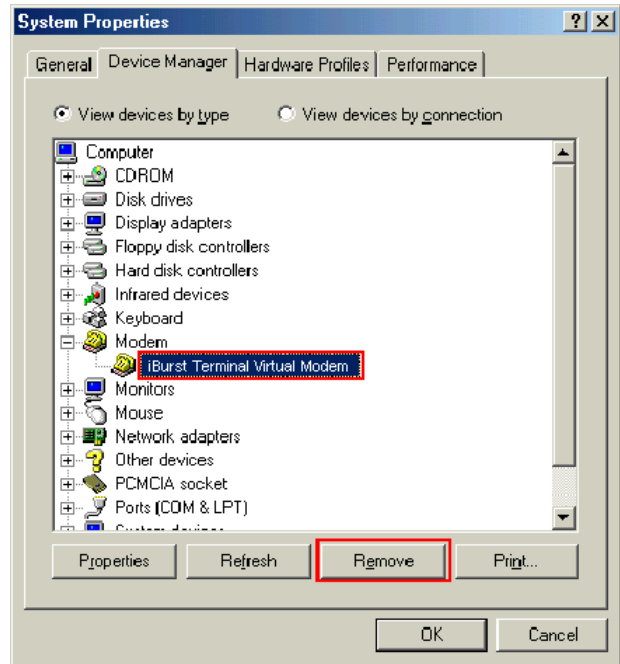 System Properties
General Device Manager Hardware Profiles Performance
View devices by type View devices by connection
Computer
CDROM
Disk drives
Display adapters
Floppy disk controllers
Hard disk controllers
Infrared devices
Keyboard
Modem
iBurst Terminal Virtual Modem
Monitors
Mouse
Network adapters
Other devices
PCMCIA socket
Ports (COM & LPT)
Properties Refresh Remove Print...
OK Cancel